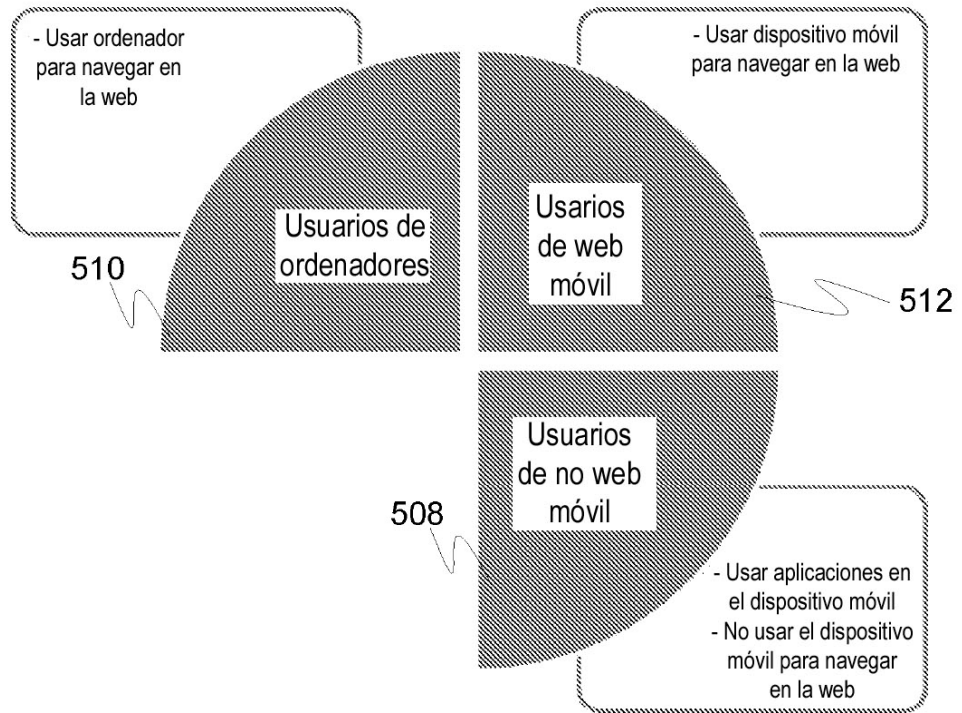 - Usar ordenador
para navegar en
la web
- Usar dispositivo móvil
para navegar en la web
Usuarios de
ordenadores
Usarios
de web
móvil
510
512
Usuarios
de no web
móvil
508
- Usar aplicaciones en
el dispositivo móvil
- No usar el dispositivo
móvil para navegar
en la web